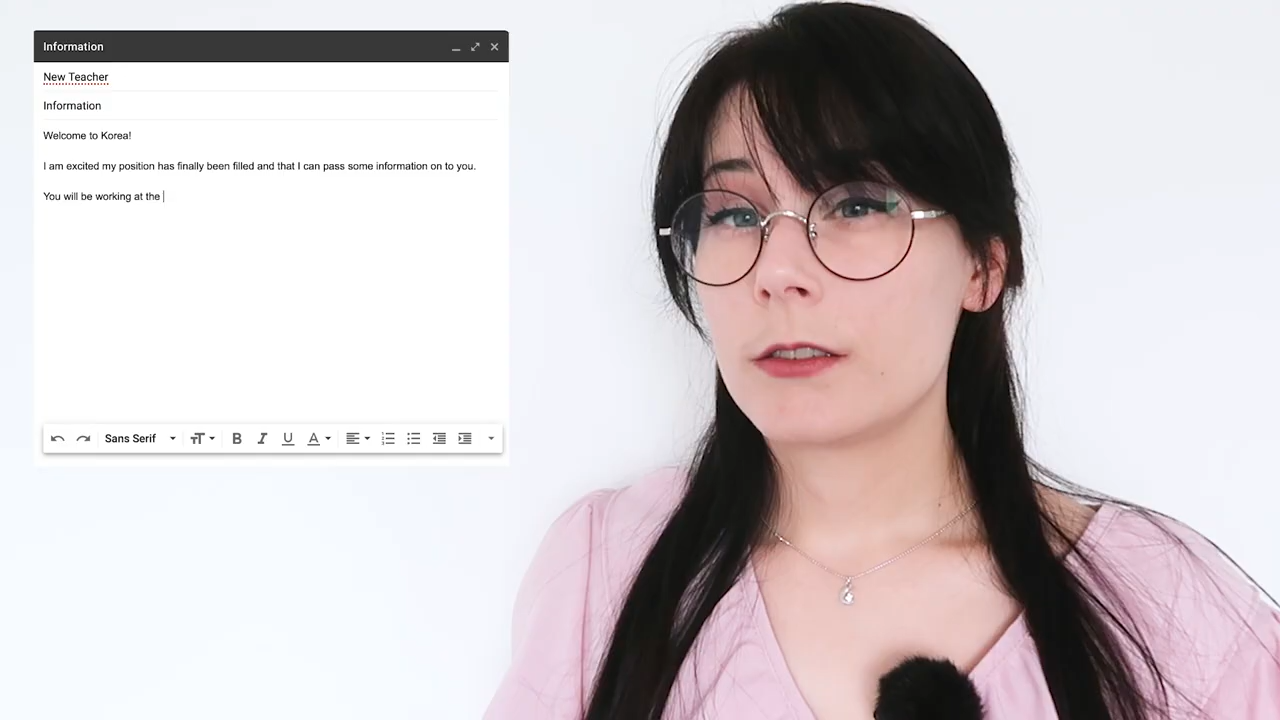 Information
New Teacher
Information
Welcome to Korea!
I am excited my position has finally been filled and that I can pass some information on to you.
You will be working at the
Sans Serif